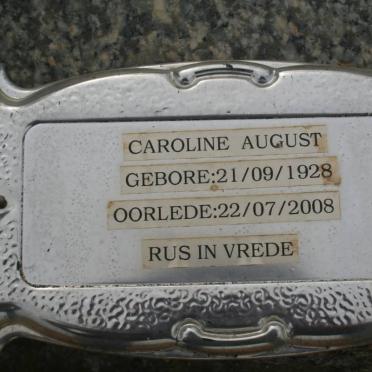 CAROLINE AUGUST
GEBORE:21/09/1928
OORLEDE:22/07/2008
RUS IN VREDE